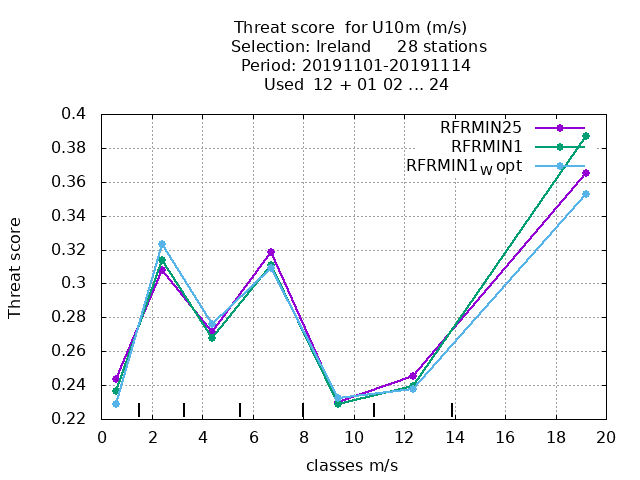 Threat score for U10m (m/s)
Selection: Ireland 28 stations
Period: 20191101-20191114
Used 12 + 01 02 ... 24
0.4
0.38
0.36
0.34
0.32
0.3
0.28
0.26
0.24
0.22
Threat score
RFRMIN25
RFRMIN1
RFRMIN1W opt
0 2 4 6 8 10 12 14 16 18 20
classes m/s